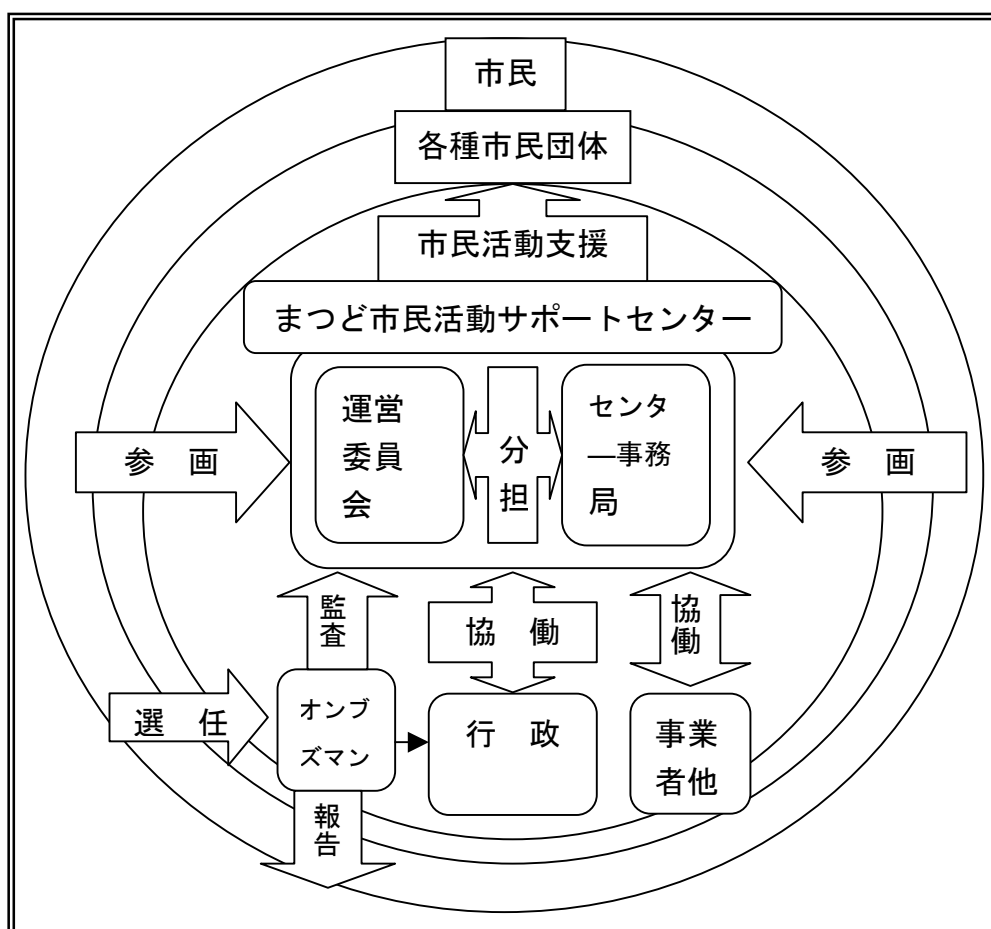 市民
各種市民団体
市民活動支援
まつど市民活動サポートセンター
運営
委員
会
分
担
センタ
―事務
局
参　画
参　画
監
査
協　働
協
働
選　任
オンブ
ズマン
行　政
事業
者他
報
告